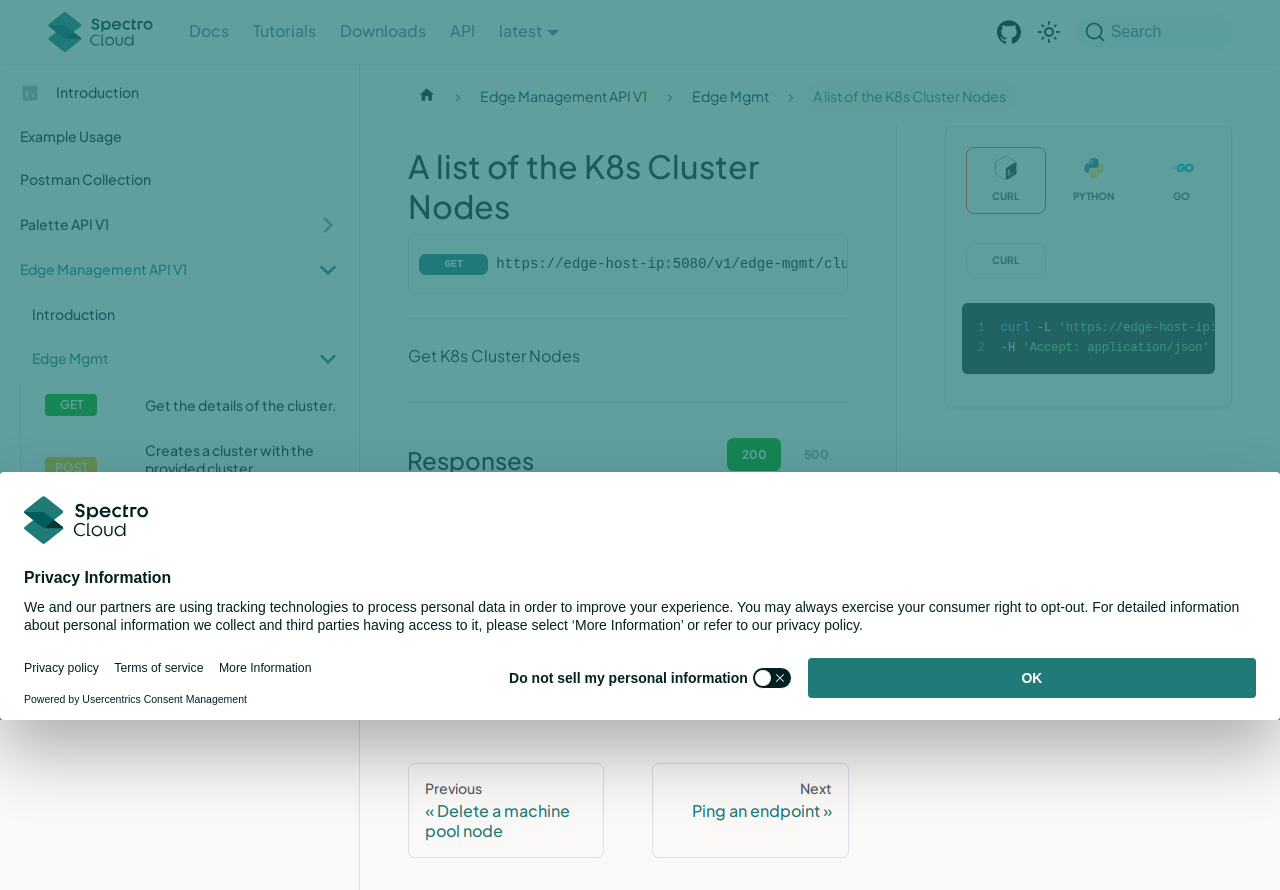 Spectro Cloud
Docs
Tutorials
Downloads
API
latest
Search
Introduction
Example Usage
Postman Collection
Palette API V1
Edge Management API V1
Introduction
Edge Mgmt
GET
Get the details of the cluster.
POST
Creates a cluster with the
provided cluster
Edge Management API V1
Edge Mgmt
A list of the K8s Cluster Nodes
A list of the K8s Cluster
Nodes
GET https://edge-host-ip:5080/v1/edge-mgmt/clu
Get K8s Cluster Nodes
Responses
200
500
CURL
PYTHON
GO
CURL
1 curl -L 'https://edge-host-ip:
2 -H 'Accept: application/json'
Spectro
Cloud
Privacy Information
We and our partners are using tracking technologies to process personal data in order to improve your experience. You may always exercise your consumer right to opt-out. For detailed information
about personal information we collect and third parties having access to it, please select ‘More Information’ or refer to our privacy policy.
Privacy policy
Terms of service
More Information
Powered by Usercentrics Consent Management
Do not sell my personal information
OK
Previous
« Delete a machine
pool node
Next
Ping an endpoint »